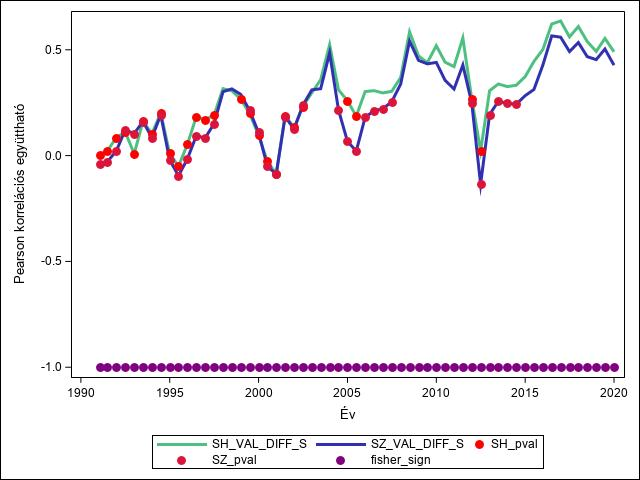 0.5
0.0
-0.5
-1.0
Pearson korrelációs együttható
1990 1995 2000 2005 2010 2015 2020
Év
SH_VAL_DIFF_S SZ_VAL_DIFF_S SH_pval
SZ_pval fisher_sign